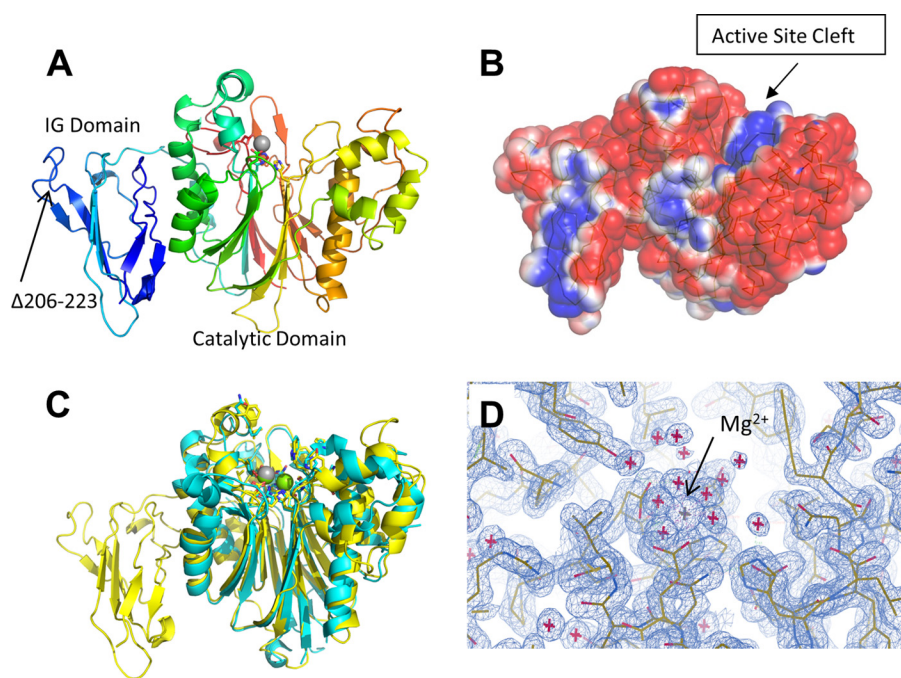 A
IG Domain
Δ206-223
Catalytic Domain
B
Active Site Cleft
C
D
Mg²⁺